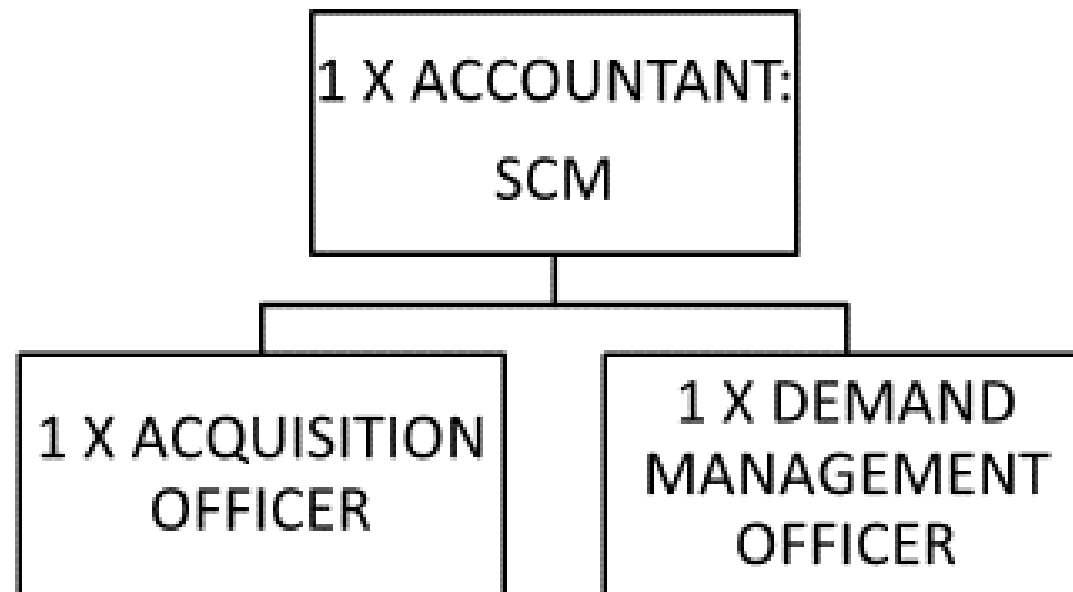 1 X ACCOUNTANT:
SCM
1 X ACQUISITION
OFFICER
1 X DEMAND
MANAGEMENT
OFFICER